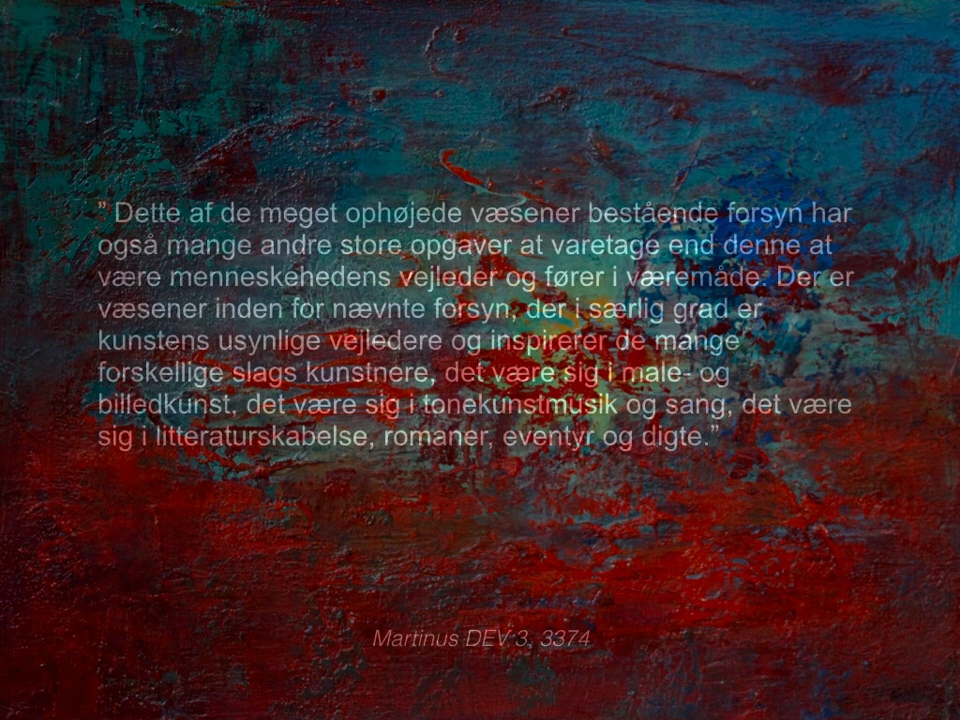 ” Dette af de meget ophøjede væsener bestående forsyn har
også mange andre store opgaver at varetage end denne at
være menneskehedens vejleder og fører i væremåde. Der er
væsener inden for nævnte forsyn, der i særlig grad er
kunstens usynlige vejledere og inspirerer de mange
forskellige slags kunstnere, det være sig i male- og
billedkunst, det være sig i tonekunstmusik og sang, det være
sig i litteraturskabelse, romaner, eventyr og digte.”
Martinus DEV 3, 3374